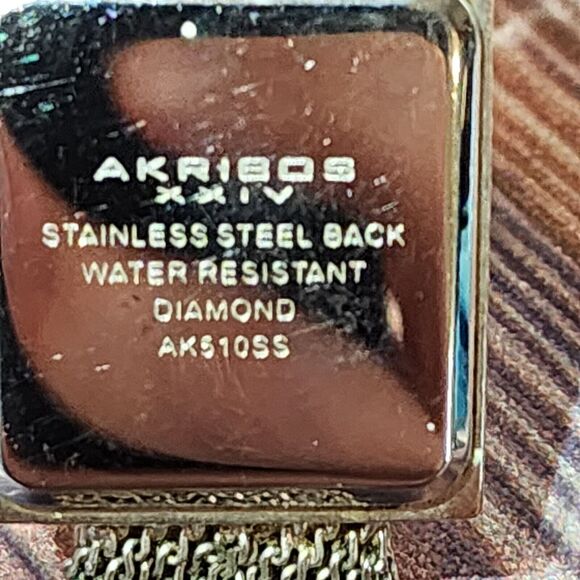 AKRIBOS
XXIV
STAINLESS STEEL BACK
WATER RESISTANT
DIAMOND
AK510SS